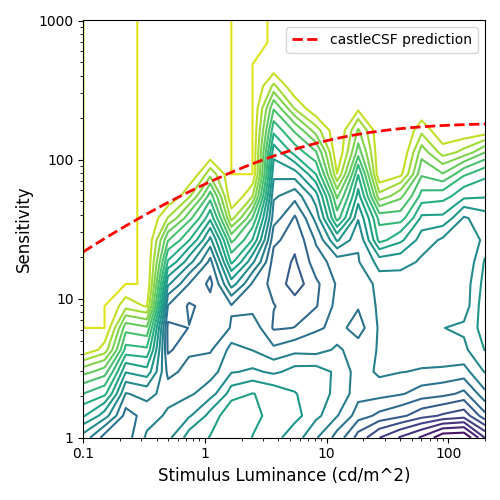 1000
castleCSF prediction
100
10
1
Sensitivity
0.1 1 10 100
Stimulus Luminance (cd/m^2)